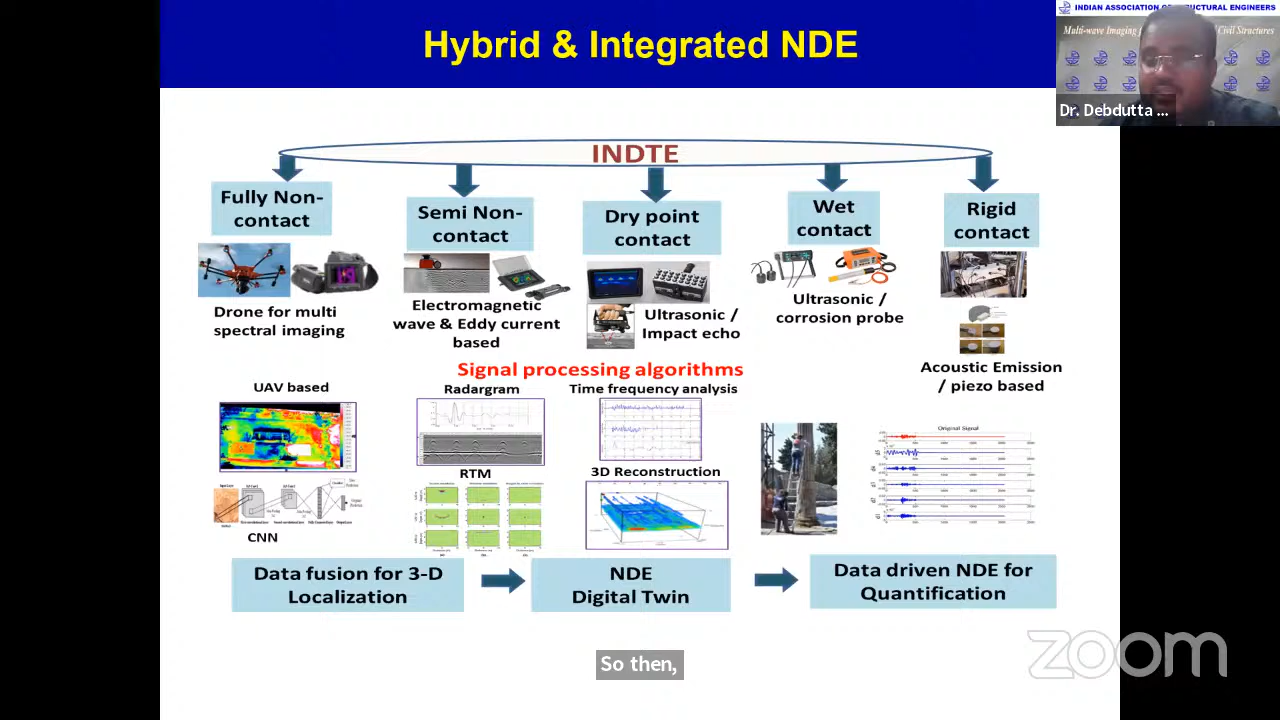 Hybrid & Integrated NDE
INDIAN ASSOCIATION OF STRUCTURAL ENGINEERS
Multi-wave Imaging
Civil Structures
Dr. Debdutta ...
INDTE
Fully Non-
contact
Semi Non-
contact
Dry point
contact
Wet
contact
Rigid
contact
Drone for multi
spectral imaging
Electromagnetic
wave & Eddy current
based
Ultrasonic /
Impact echo
Ultrasonic /
corrosion probe
Acoustic Emission
/ piezo based
Signal processing algorithms
UAV based
Radargram
Time frequency analysis
RTM
3D Reconstruction
Original Signal
CNN
Data fusion for 3-D
Localization
NDE
Digital Twin
Data driven NDE for
Quantification
So then,
zoom